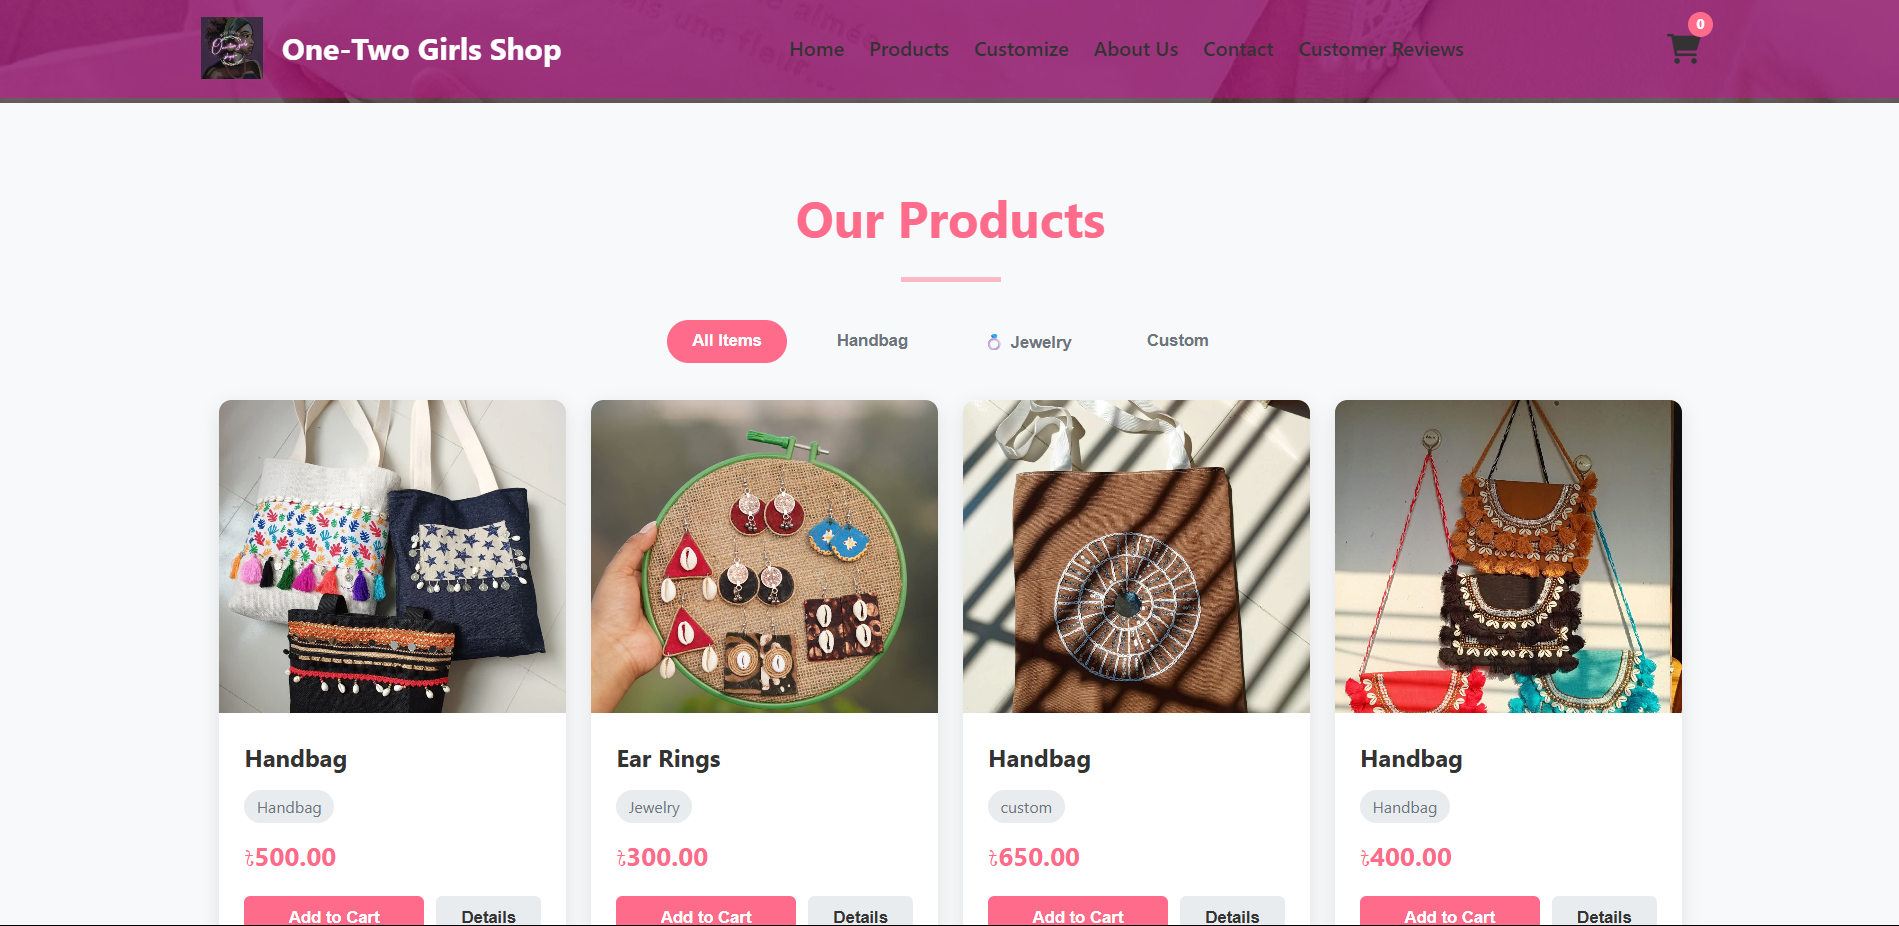 One-Two Girls Shop
Home Products Customize About Us Contact Customer Reviews
0
Our Products
All Items Handbag Jewelry Custom
Handbag
Handbag
৳500.00
Add to Cart Details
Ear Rings
Jewelry
৳300.00
Add to Cart Details
Handbag
custom
৳650.00
Add to Cart Details
Handbag
Handbag
৳400.00
Add to Cart Details